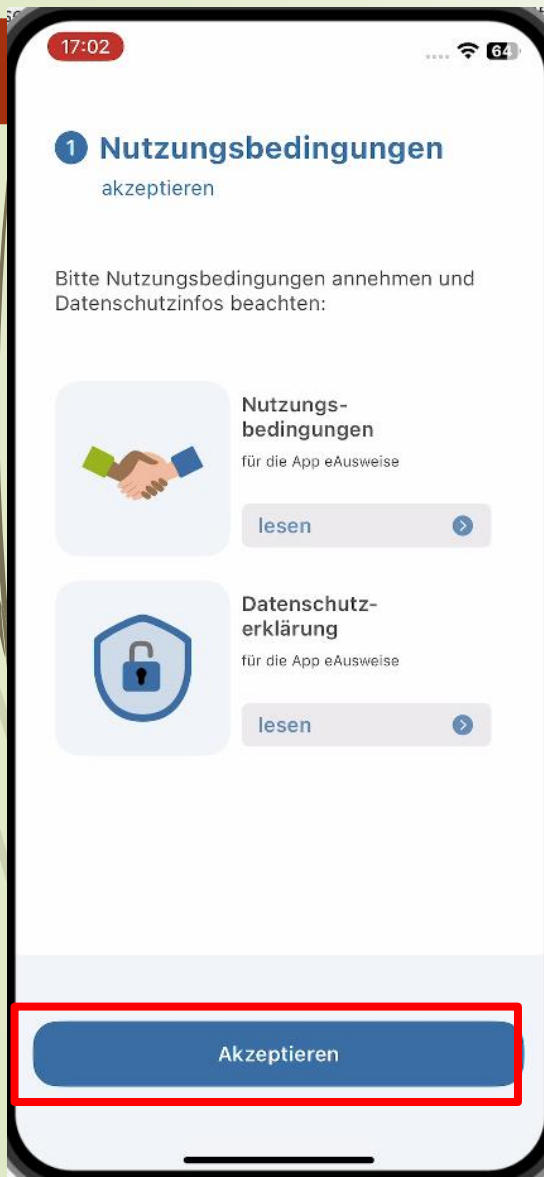 17:02
64
1 Nutzungsbedingungen
akzeptieren
Bitte Nutzungsbedingungen annehmen und
Datenschutzinfos beachten:
Nutzungs-
bedingungen
für die App eAusweise
lesen
Datenschutz-
erklärung
für die App eAusweise
lesen
Akzeptieren